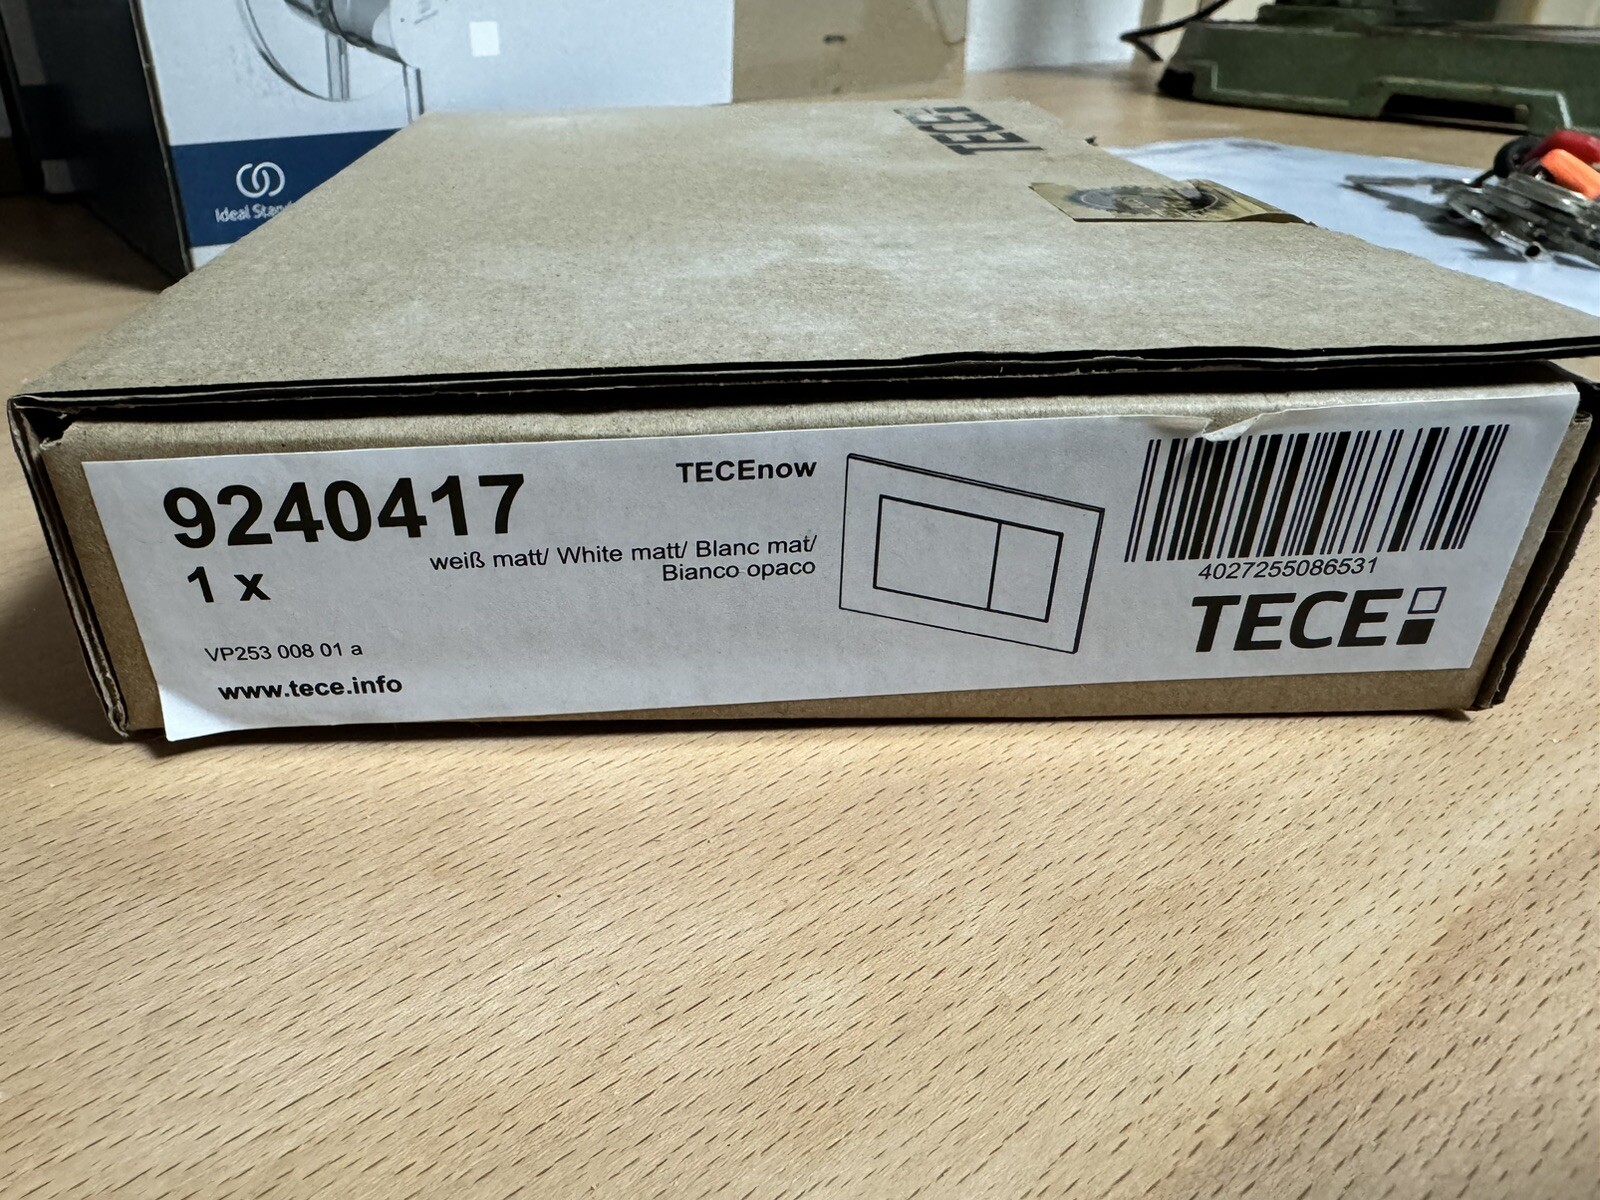 Ideal Stand
TECE
9240417
1 x
TECEnow
weiß matt/ White matt/ Blanc mat/
Bianco opaco
VP253 008 01 a
www.tece.info
4027255086531
TECE